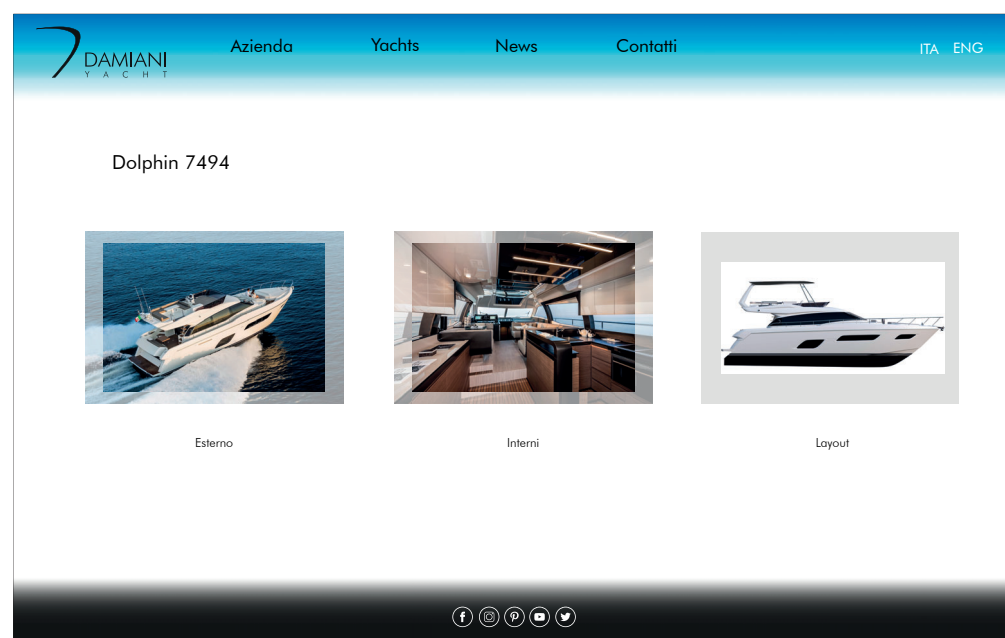 DAMIANI
YACHT
Azienda
Yachts
News
Contatti
ITA
ENG
Dolphin 7494
Esterno
Interni
Layout